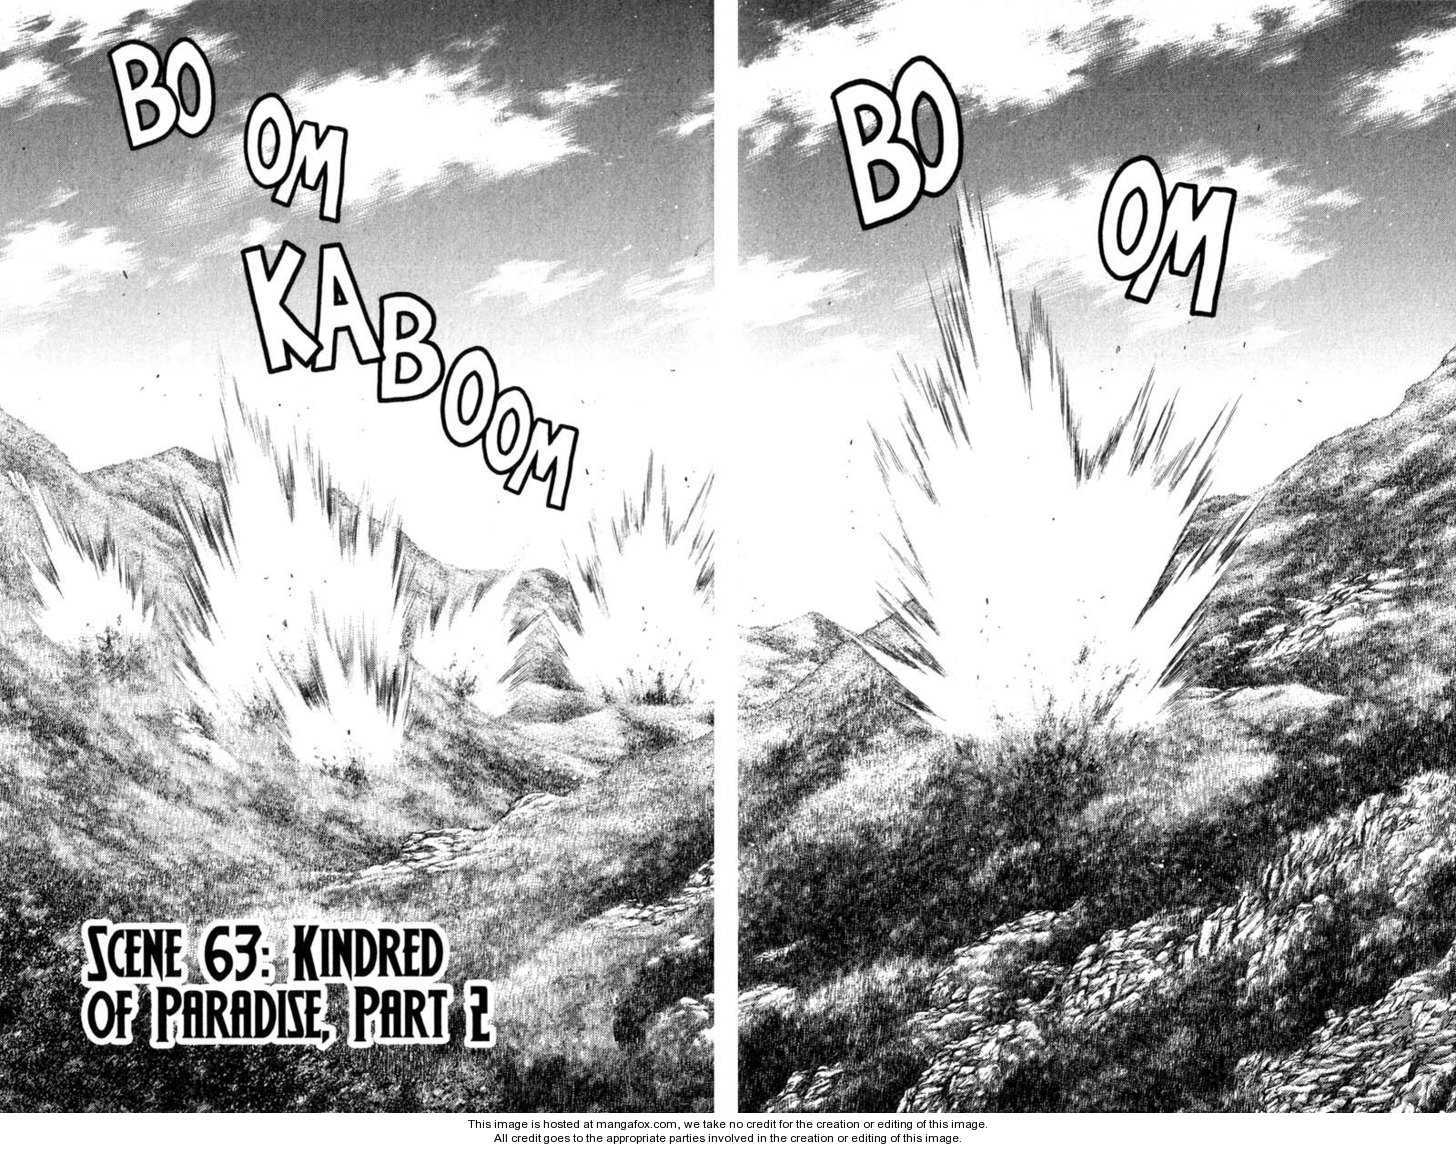 BO
OM
KABOOM
BO
OM
SCENE 63: KINDRED
OF PARADISE, PART 2
This image is hosted at mangafox.com, we take no credit for the creation or editing of this image.
All credit goes to the appropriate parties involved in the creation or editing of this image.